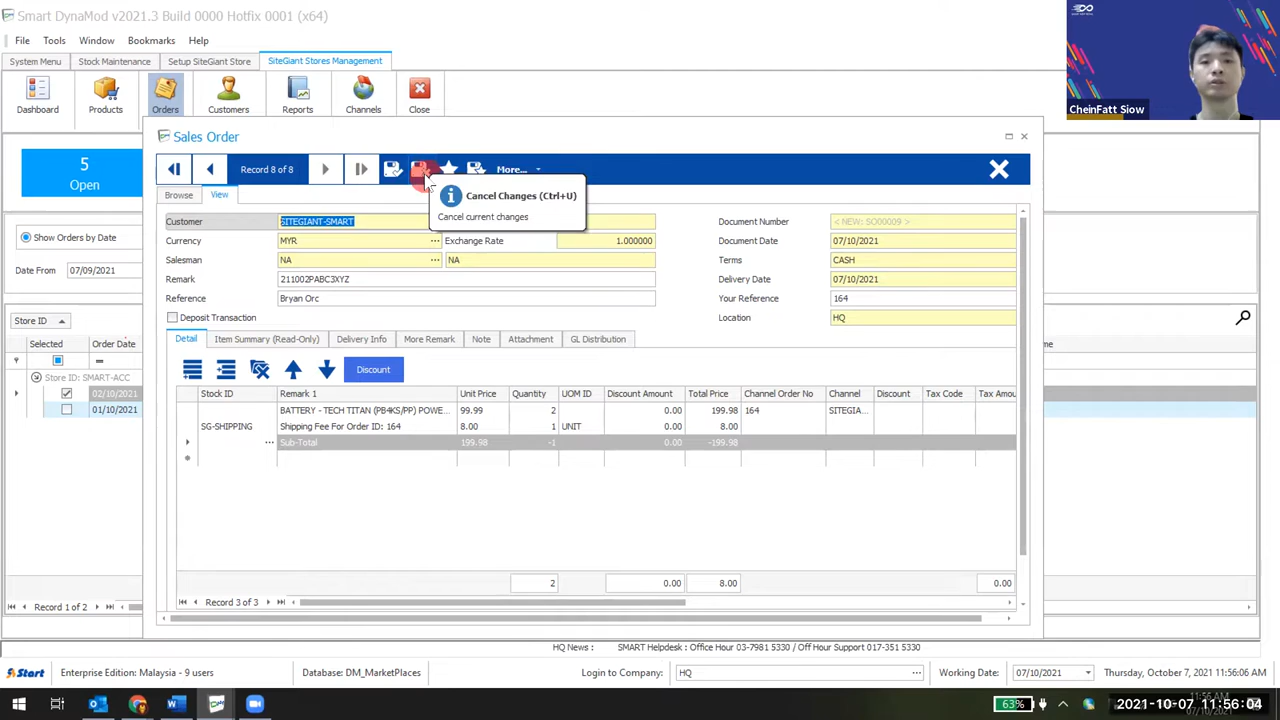 Smart DynaMod v2021.3 Build 0000 Hotfix 0001 (x64)
File Tools Window Bookmarks Help
System Menu Stock Maintenance Setup SiteGiant Store SiteGiant Stores Management
Dashboard Products Orders Customers Reports Channels Close
CheinFatt Siow
Sales Order
5
Open
Record 8 of 8 More...
Cancel Changes (Ctrl+U)
Cancel current changes
Browse View
Customer SITEGIANT-SMART Document Number < NEW: SO00009 >
Currency MYR Exchange Rate 1.000000 Document Date 07/10/2021
Show Orders by Date
Salesman NA NA Terms CASH
Date From 07/09/2021
Remark 211002PABC3XYZ Delivery Date 07/10/2021
Reference Bryan Orc Your Reference 164
Deposit Transaction Location HQ
Store ID
Detail Item Summary (Read-Only) Delivery Info More Remark Note Attachment GL Distribution
Selected Order Date
Discount
Store ID: SMART-ACC
02/10/2021
01/10/2021
Stock ID Remark 1 Unit Price Quantity UOM ID Discount Amount Total Price Channel Order No Channel Discount Tax Code Tax Amoun
BATTERY - TECH TITAN (PB4KS/PP) POWE... 99.99 2 0.00 199.98 164 SITEGIA...
SG-SHIPPING Shipping Fee For Order ID: 164 8.00 1 UNIT 0.00 8.00
Sub-Total 199.98 -1 0.00 -199.98
2 0.00 8.00 0.00
Record 3 of 3
Record 1 of 2
HQ News : SMART Helpdesk : Office Hour 03-7981 5330 / Off Hour Support 017-351 5330
Start Enterprise Edition: Malaysia - 9 users Database: DM_MarketPlaces Login to Company: HQ Working Date: 07/10/2021 Thursday, October 7, 2021 11:56:06 AM
63% 2021-10-07 11:56:04